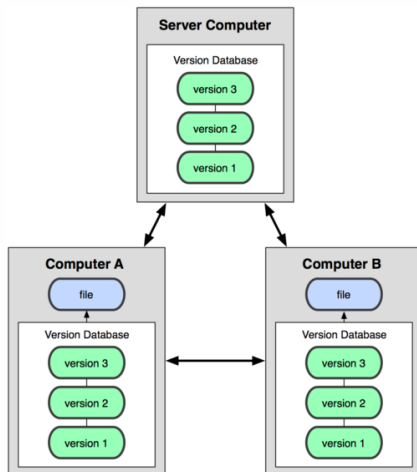 Server Computer
Version Database
version 3
version 2
version 1
Computer A
file
Version Database
version 3
version 2
version 1
Computer B
file
Version Database
version 3
version 2
version 1